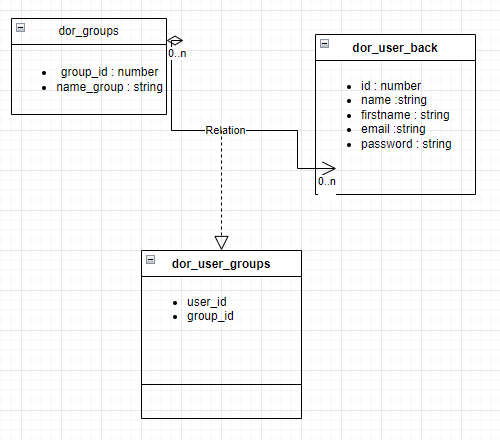 dor_groups
group_id : number
name_group : string
0..n
dor_user_back
id : number
name :string
firstname : string
email :string
password : string
Relation
0..n
dor_user_groups
user_id
group_id